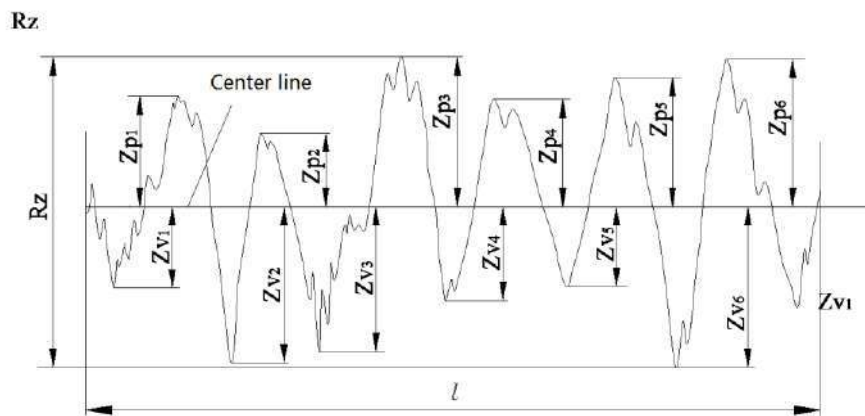 Rz
Center line
Zp1
Zp2
Zp3
Zp4
Zp5
Zp6
Rz
Zv1
Zv2
Zv3
Zv4
Zv5
Zv6
Zv1
l